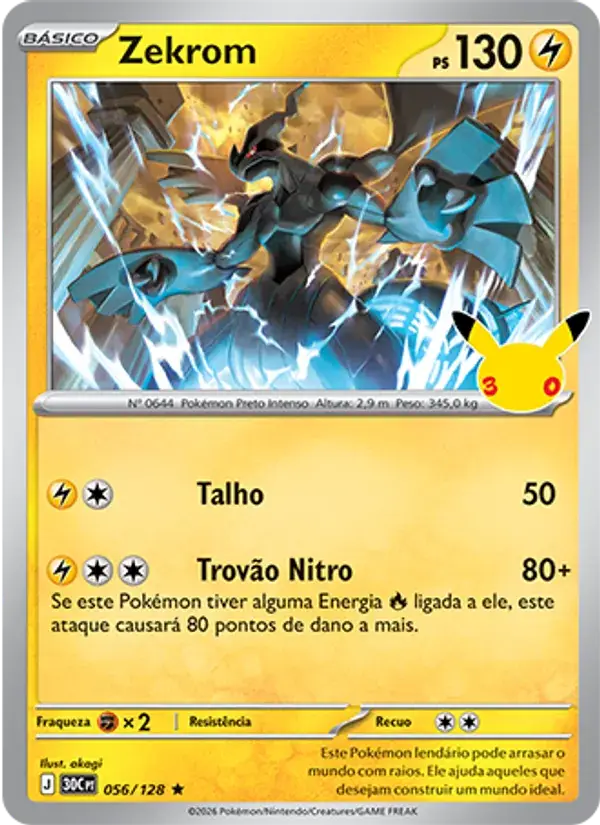 BÁSICO Zekrom PS 130
30
Nº 0644 Pokémon Preto Intenso Altura: 2,9 m Peso: 345,0 kg
Talho 50
Trovão Nitro 80+
Se este Pokémon tiver alguma Energia ligada a ele, este
ataque causará 80 pontos de dano a mais.
Fraqueza ×2 Resistência Recuo
Ilust. akagi
J 30C PT 056/128 ★
Este Pokémon lendário pode arrasar o
mundo com raios. Ele ajuda aqueles que
desejam construir um mundo ideal.
©2026 Pokémon/Nintendo/Creatures/GAME FREAK